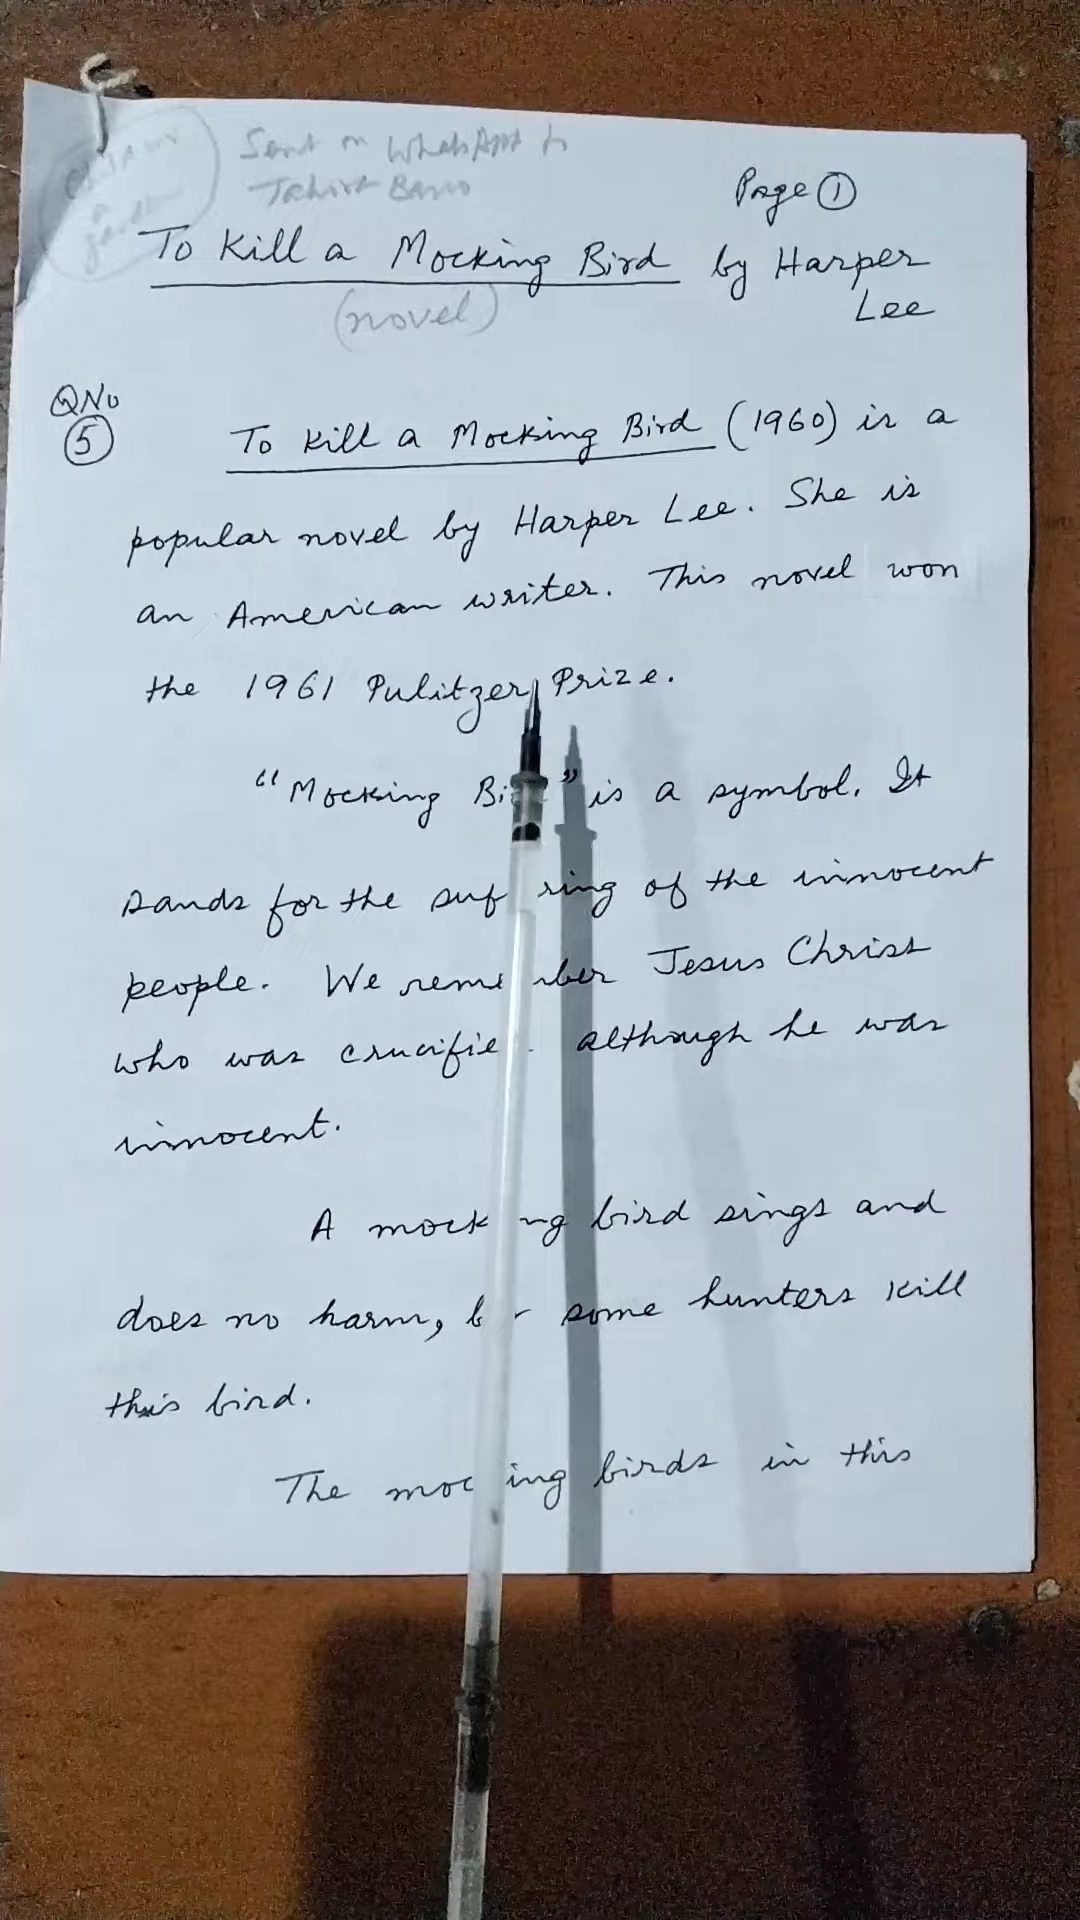 Sent on WhatsApp to
Page ①
To Kill a Mocking Bird by Harper
Lee
(novel)
QNo
⑤
To Kill a Mocking Bird (1960) is a
popular novel by Harper Lee. She is
an American writer. This novel won
the 1961 Pulitzer Prize.
"Mocking Bi " is a symbol. It
sands for the suf ring of the innocent
people. We reme ber Jesus Christ
who was crucifie although he was
innocent.
A mock ng bird sings and
does no harm, b some hunters kill
this bird.
The moc ing birds in this